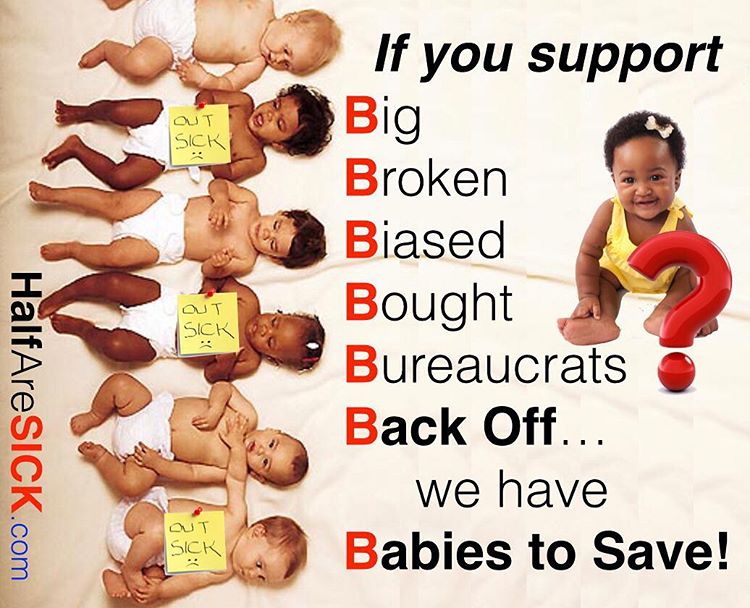 If you support
Big
Broken
Biased
Bought
Bureaucrats
Back Off...
we have
Babies to Save!
OUT
SICK
:(
OUT
SICK
:(
OUT
SICK
:(
HalfAreSICK.com